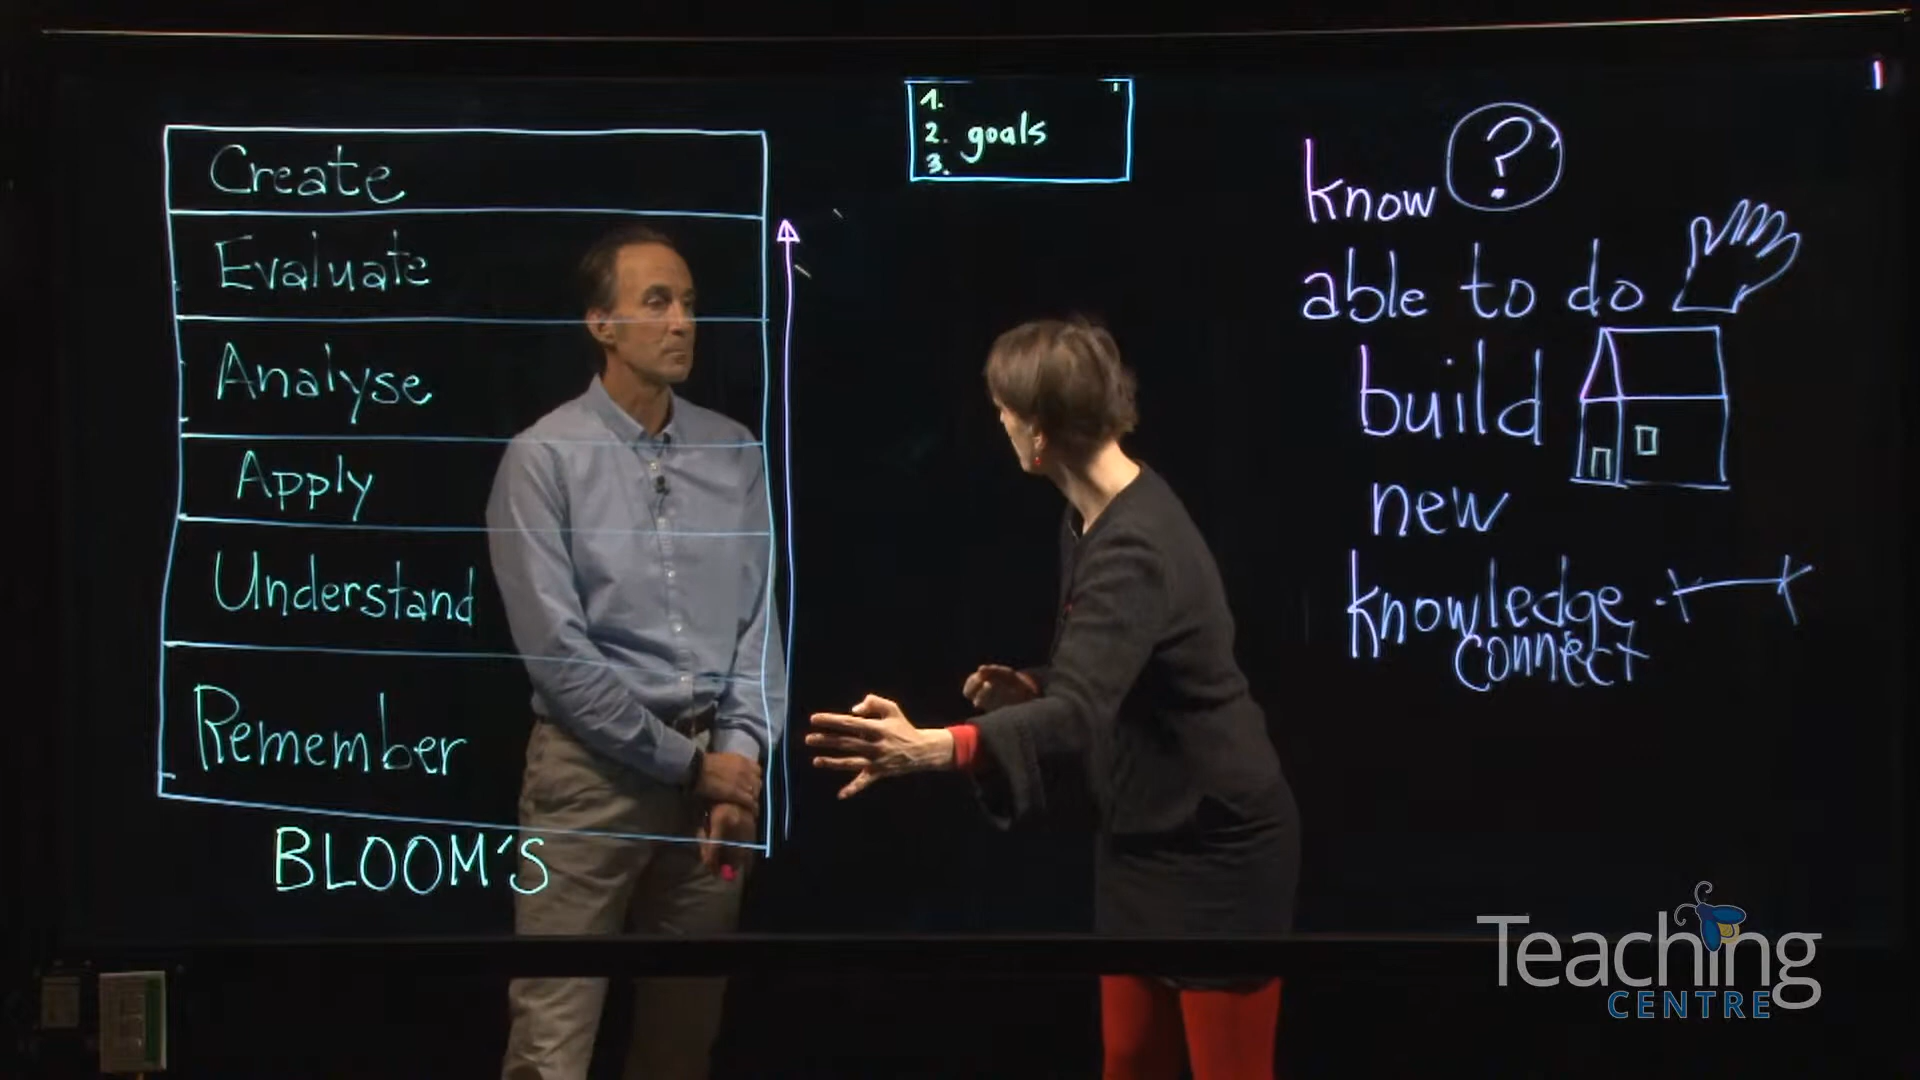 Create
Evaluate
Analyse
Apply
Understand
Remember
BLOOM'S
1.
2. goals
3.
know ?
able to do
build
new
knowledge
connect
Teaching
CENTRE